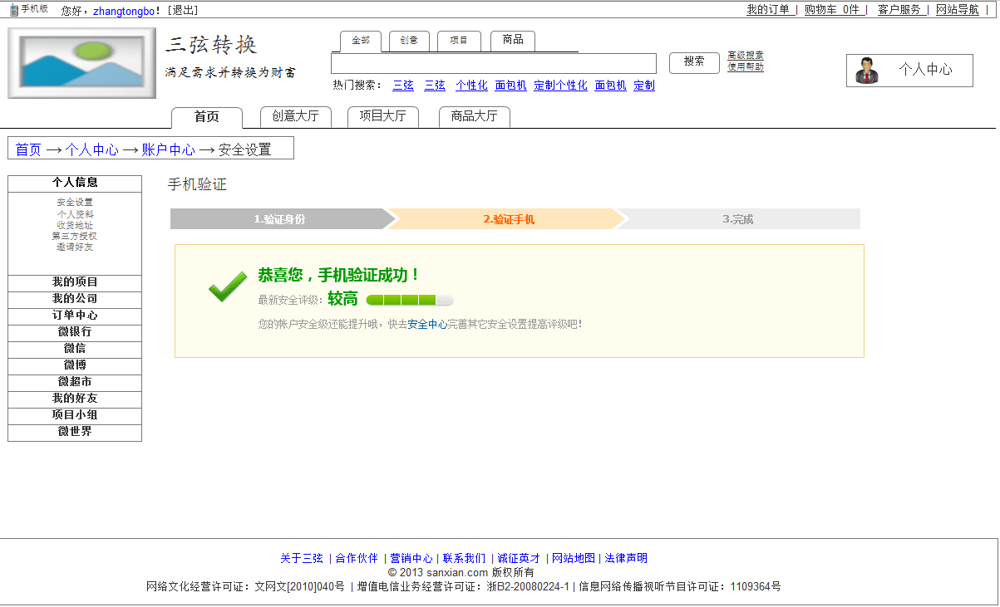 手机版 您好，zhangtongbo！[退出] 我的订单 | 购物车 0件 | 客户服务 | 网站导航 |
三弦转换
满足需求并转换为财富
全部 创意 项目 商品
搜索
高级搜索
使用帮助
个人中心
热门搜索： 三弦 三弦 个性化 面包机 定制个性化 面包机 定制
首页 创意大厅 项目大厅 商品大厅
首页 → 个人中心 → 账户中心 → 安全设置
个人信息
安全设置
个人资料
收货地址
第三方授权
邀请好友
我的项目
我的公司
订单中心
微银行
微信
微博
微超市
我的好友
项目小组
微世界
手机验证
1.验证身份 2.验证手机 3.完成
恭喜您，手机验证成功！
最新安全评级：较高
您的帐户安全级还能提升哦，快去安全中心完善其它安全设置提高评级吧！
关于三弦 | 合作伙伴 | 营销中心 | 联系我们 | 诚征英才 | 网站地图 | 法律声明
© 2013 sanxian.com 版权所有
网络文化经营许可证：文网文[2010]040号 | 增值电信业务经营许可证：浙B2-20080224-1 | 信息网络传播视听节目许可证：1109364号